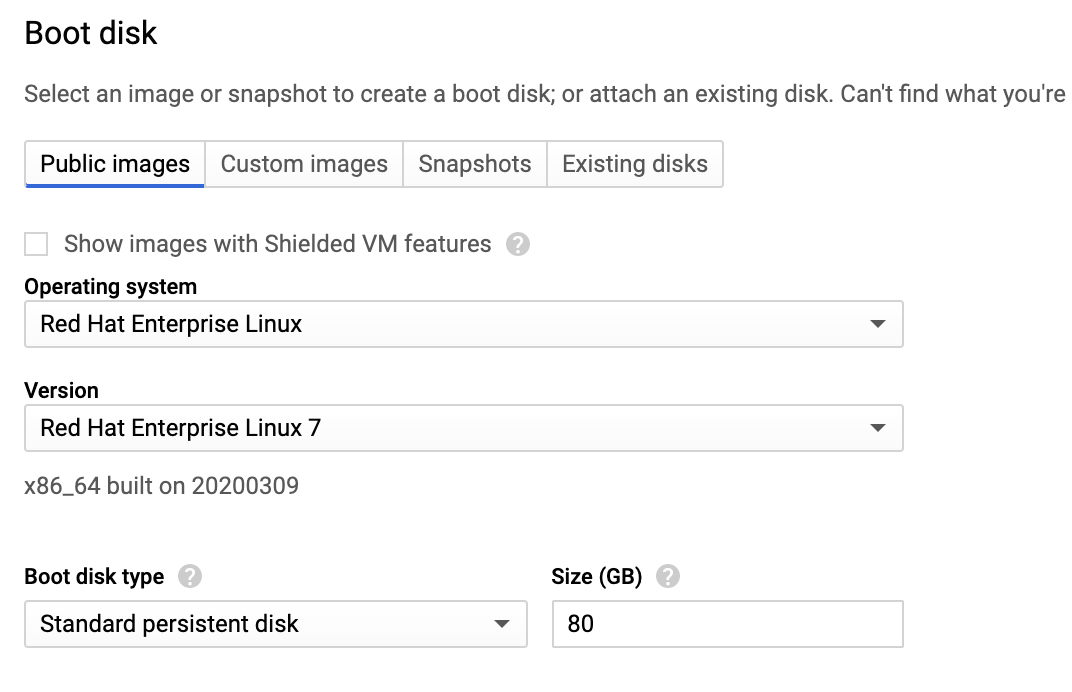 Boot disk
Select an image or snapshot to create a boot disk; or attach an existing disk. Can't find what you're
Public images Custom images Snapshots Existing disks
Show images with Shielded VM features ?
Operating system
Red Hat Enterprise Linux
Version
Red Hat Enterprise Linux 7
x86_64 built on 20200309
Boot disk type ? Size (GB) ?
Standard persistent disk 80